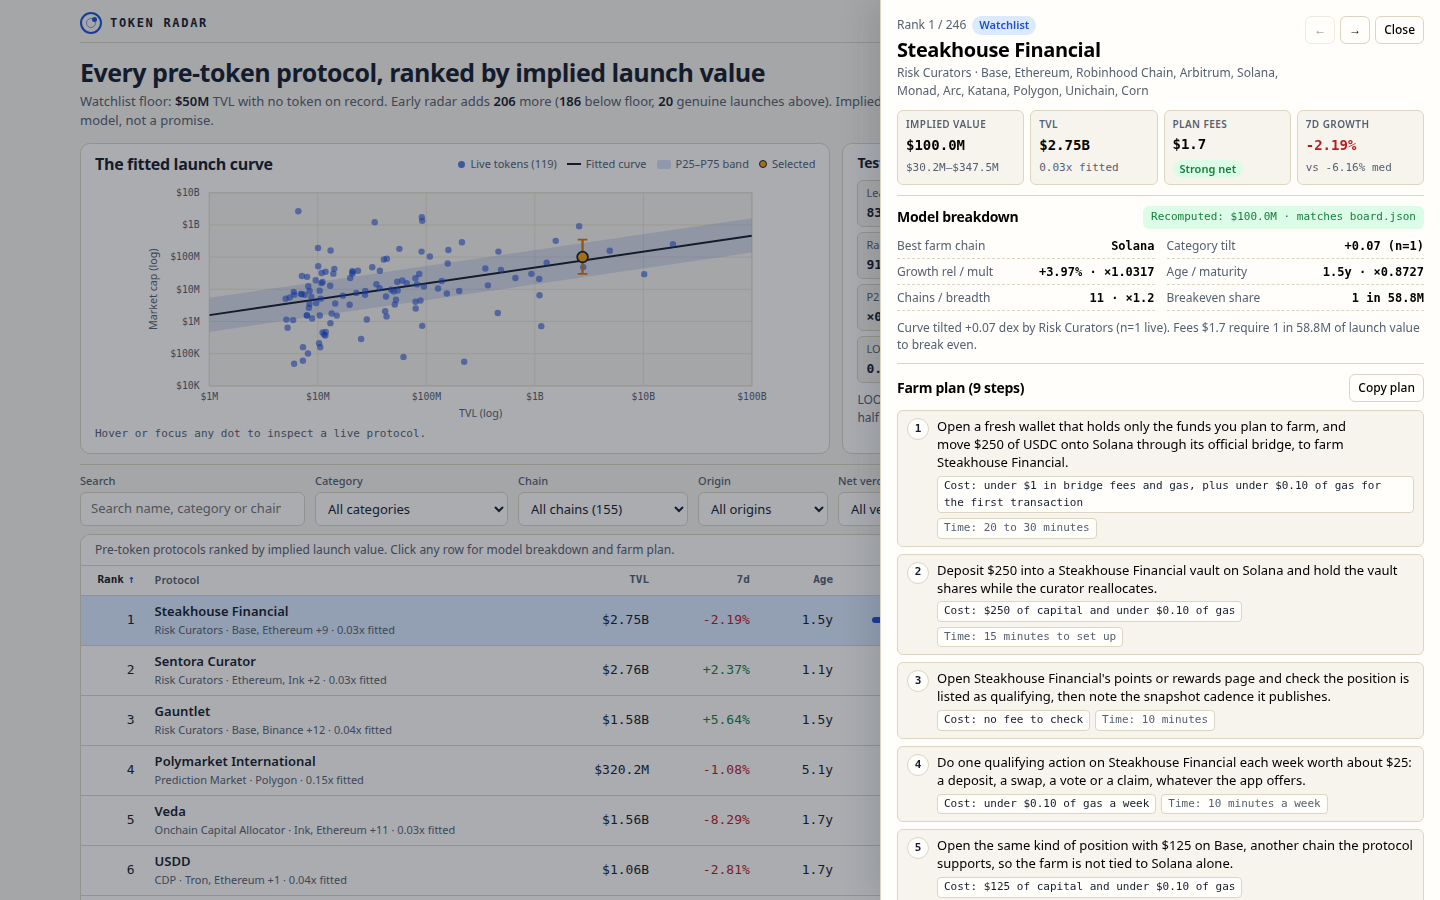 TOKEN RADAR
Every pre-token protocol, ranked by implied launch value
Watchlist floor: $50M TVL with no token on record. Early radar adds 206 more (186 below floor, 20 genuine launches above). Implied
model, not a promise.
The fitted launch curve
Live tokens (119)
Fitted curve
P25–P75 band
Selected
$10B
$1B
$100M
$10M
$1M
$100K
$10K
Market cap (log)
$1M
$10M
$100M
$1B
$10B
$100B
TVL (log)
Hover or focus any dot to inspect a live protocol.
Tes
Lea
83
Ra
91
P2
LO
0.
LOO
half
Search
Category
Chain
Origin
Net verd
Search name, category or chain
All categories
All chains (155)
All origins
All ve
Pre-token protocols ranked by implied launch value. Click any row for model breakdown and farm plan.
Rank ↑
Protocol
TVL
7d
Age
1
Steakhouse Financial
Risk Curators · Base, Ethereum +9 · 0.03x fitted
$2.75B
-2.19%
1.5y
2
Sentora Curator
Risk Curators · Ethereum, Ink +2 · 0.03x fitted
$2.76B
+2.37%
1.1y
3
Gauntlet
Risk Curators · Base, Binance +12 · 0.04x fitted
$1.58B
+5.64%
1.5y
4
Polymarket International
Prediction Market · Polygon · 0.15x fitted
$320.2M
-1.08%
5.1y
5
Veda
Onchain Capital Allocator · Ink, Ethereum +11 · 0.03x fitted
$1.56B
-8.29%
1.7y
6
USDD
CDP · Tron, Ethereum +1 · 0.04x fitted
$1.06B
-2.81%
1.7y
Rank 1 / 246
Watchlist
←
→
Close
Steakhouse Financial
Risk Curators · Base, Ethereum, Robinhood Chain, Arbitrum, Solana,
Monad, Arc, Katana, Polygon, Unichain, Corn
IMPLIED VALUE
$100.0M
$30.2M–$347.5M
TVL
$2.75B
0.03x fitted
PLAN FEES
$1.7
Strong net
7D GROWTH
-2.19%
vs -6.16% med
Model breakdown
Recomputed: $100.0M · matches board.json
Best farm chain
Solana
Category tilt
+0.07 (n=1)
Growth rel / mult
+3.97% · ×1.0317
Age / maturity
1.5y · ×0.8727
Chains / breadth
11 · ×1.2
Breakeven share
1 in 58.8M
Curve tilted +0.07 dex by Risk Curators (n=1 live). Fees $1.7 require 1 in 58.8M of launch value
to break even.
Farm plan (9 steps)
Copy plan
1
Open a fresh wallet that holds only the funds you plan to farm, and
move $250 of USDC onto Solana through its official bridge, to farm
Steakhouse Financial.
Cost: under $1 in bridge fees and gas, plus under $0.10 of gas for
the first transaction
Time: 20 to 30 minutes
2
Deposit $250 into a Steakhouse Financial vault on Solana and hold the vault
shares while the curator reallocates.
Cost: $250 of capital and under $0.10 of gas
Time: 15 minutes to set up
3
Open Steakhouse Financial's points or rewards page and check the position is
listed as qualifying, then note the snapshot cadence it publishes.
Cost: no fee to check
Time: 10 minutes
4
Do one qualifying action on Steakhouse Financial each week worth about $25:
a deposit, a swap, a vote or a claim, whatever the app offers.
Cost: under $0.10 of gas a week
Time: 10 minutes a week
5
Open the same kind of position with $125 on Base, another chain the protocol
supports, so the farm is not tied to Solana alone.
Cost: $125 of capital and under $0.10 of gas